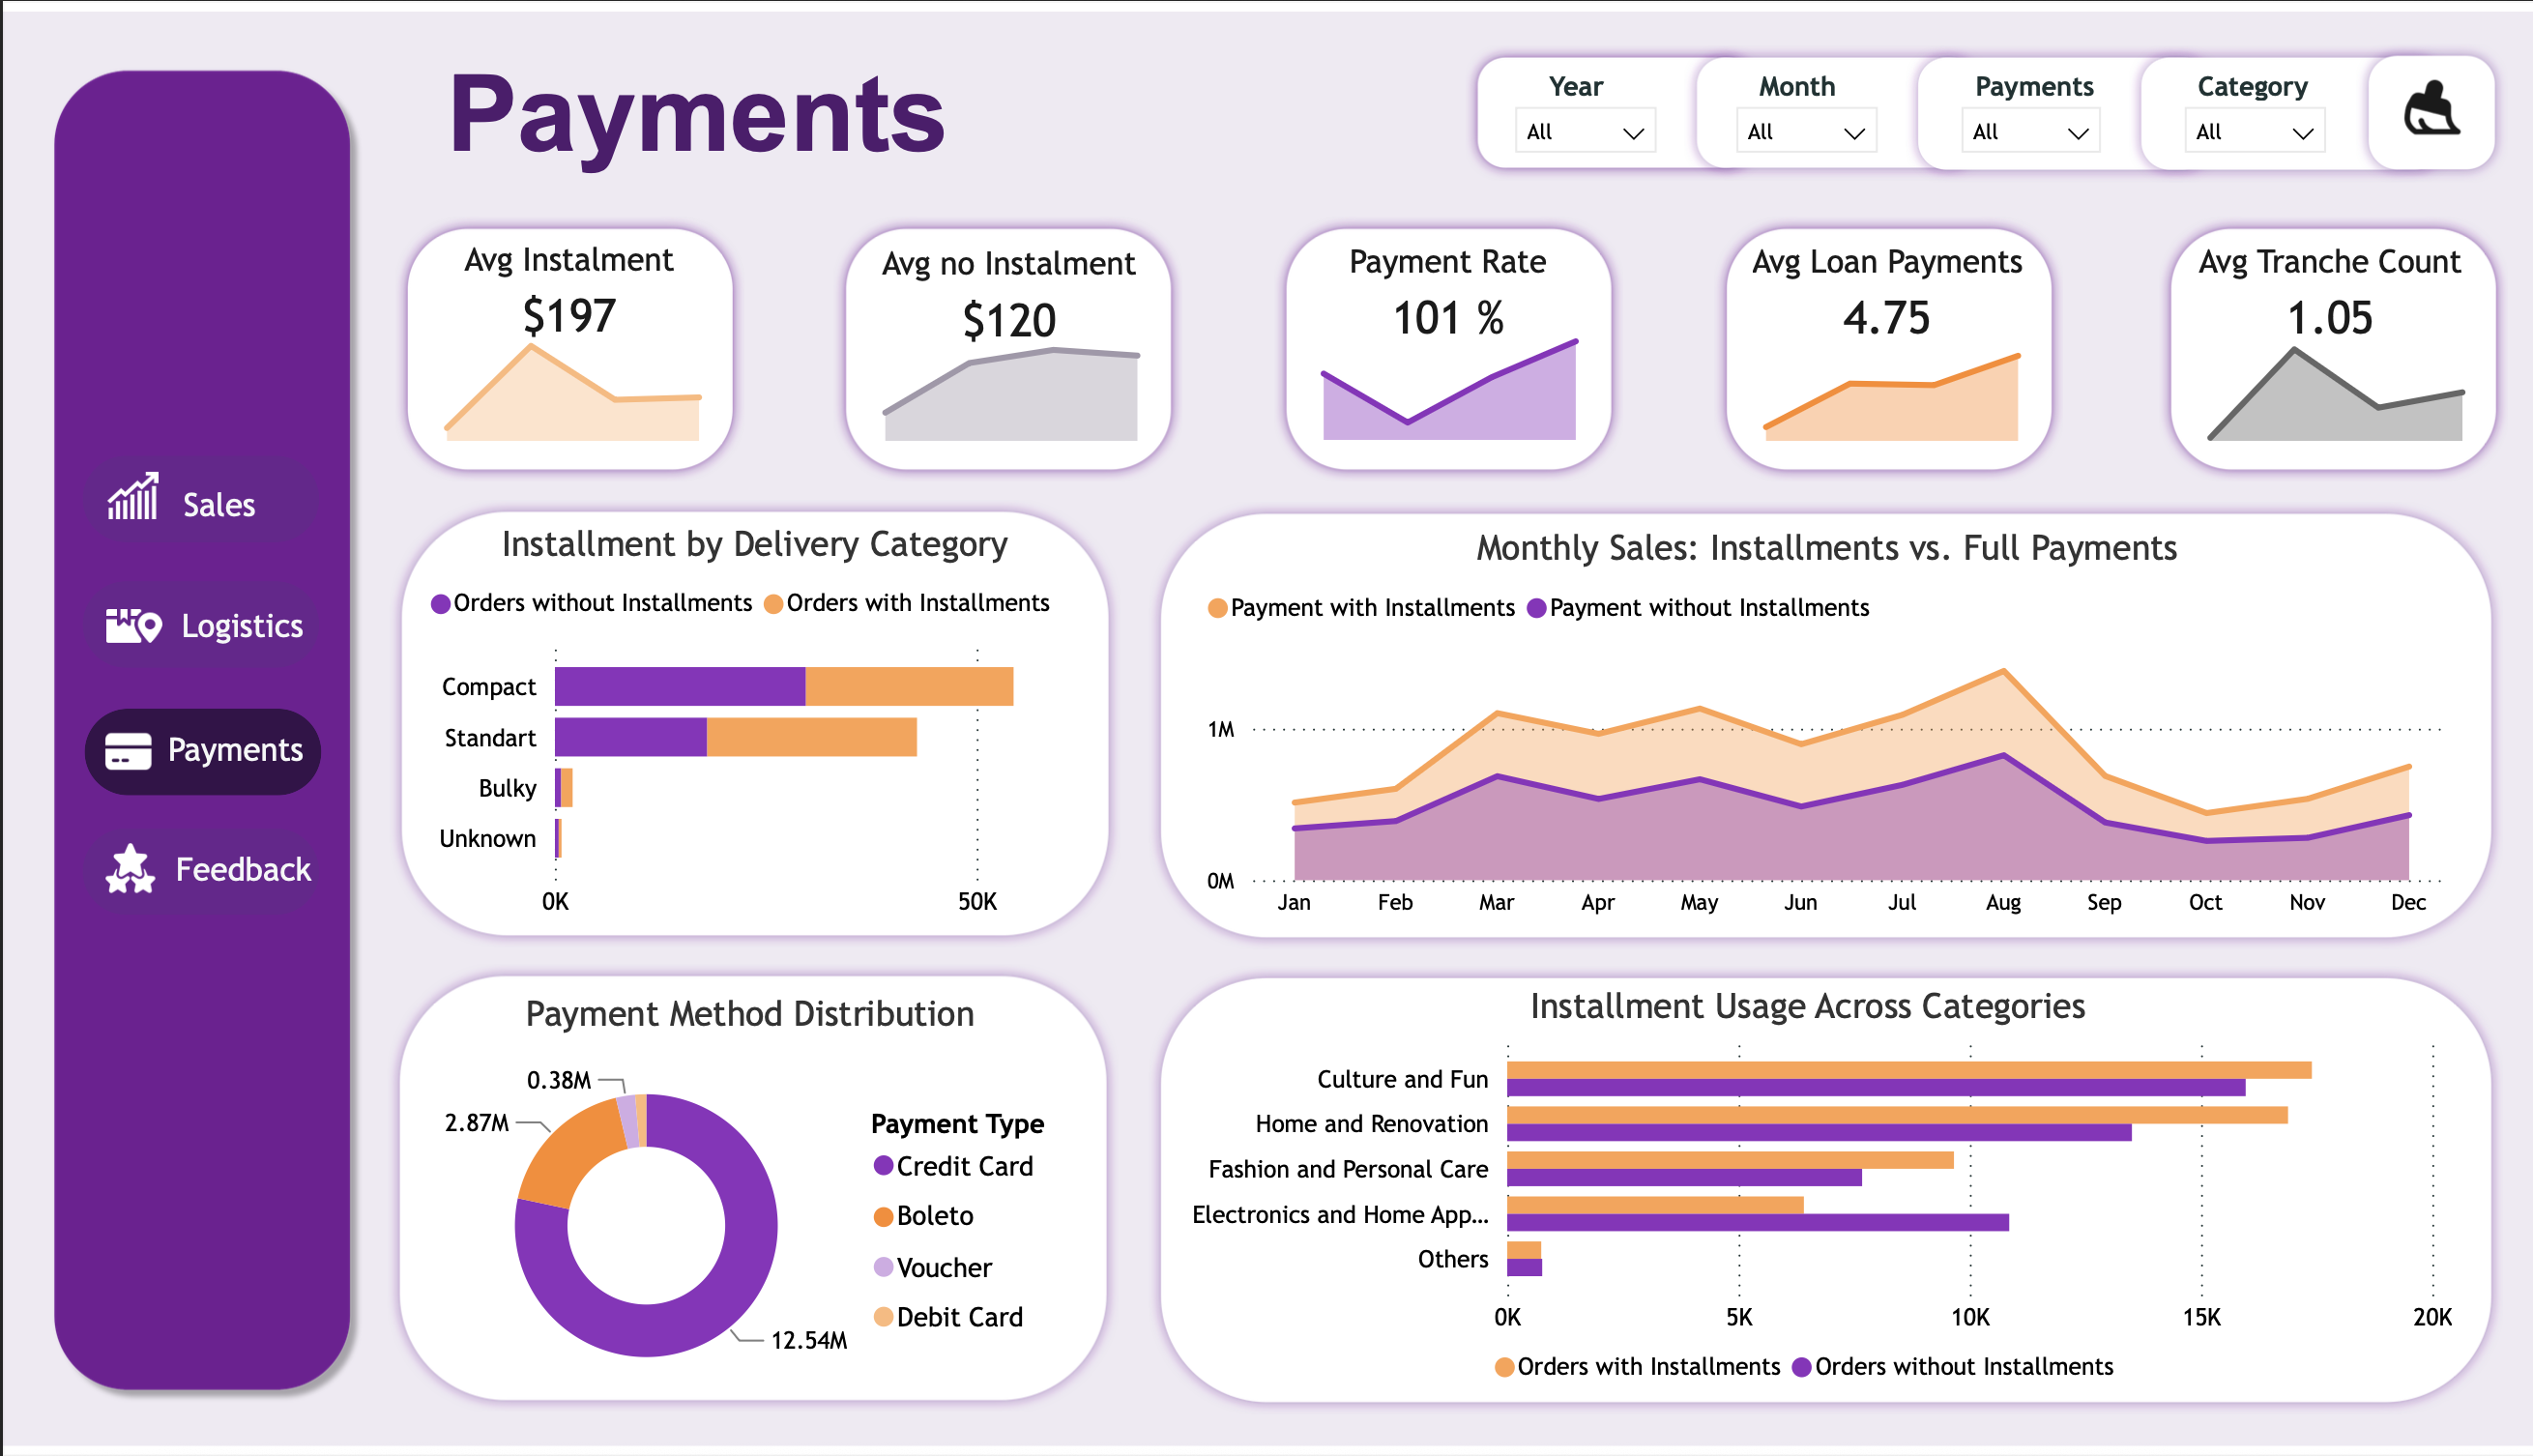 Payments
Year
Month
Payments
Category
All
All
All
All
Sales
Logistics
Payments
Feedback
Avg Instalment
$197
Avg no Instalment
$120
Payment Rate
101 %
Avg Loan Payments
4.75
Avg Tranche Count
1.05
Installment by Delivery Category
Orders without Installments Orders with Installments
Compact
Standart
Bulky
Unknown
0K 50K
Monthly Sales: Installments vs. Full Payments
Payment with Installments Payment without Installments
1M
0M
Jan Feb Mar Apr May Jun Jul Aug Sep Oct Nov Dec
Payment Method Distribution
0.38M
2.87M
12.54M
Payment Type
Credit Card
Boleto
Voucher
Debit Card
Installment Usage Across Categories
Culture and Fun
Home and Renovation
Fashion and Personal Care
Electronics and Home App...
Others
0K 5K 10K 15K 20K
Orders with Installments Orders without Installments